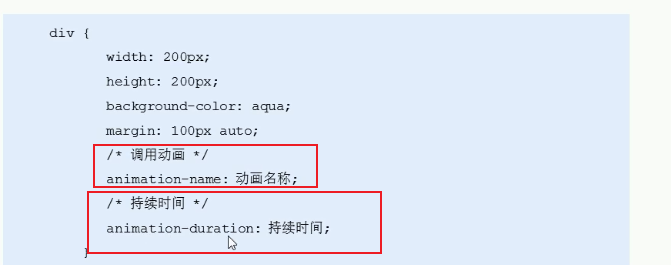 div {
width: 200px;
height: 200px;
background-color: aqua;
margin: 100px auto;
/* 调用动画 */
animation-name: 动画名称;
/* 持续时间 */
animation-duration: 持续时间;
}